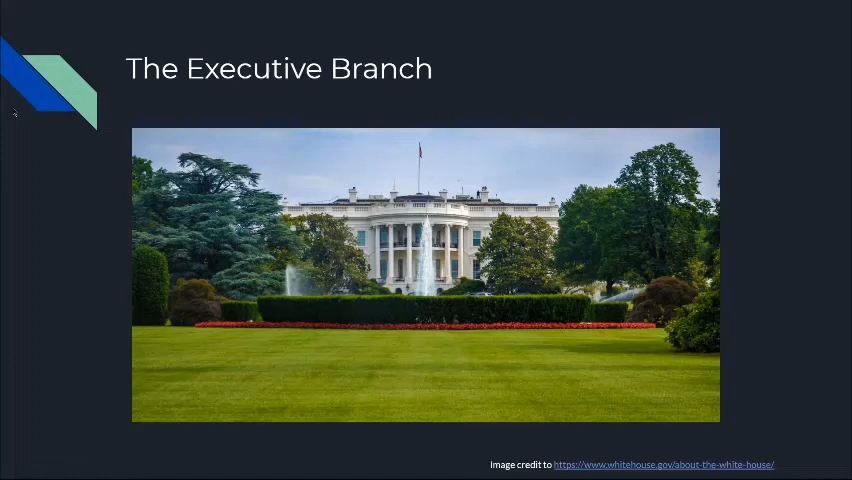 The Executive Branch
Image credit to https://www.whitehouse.gov/about-the-white-house/